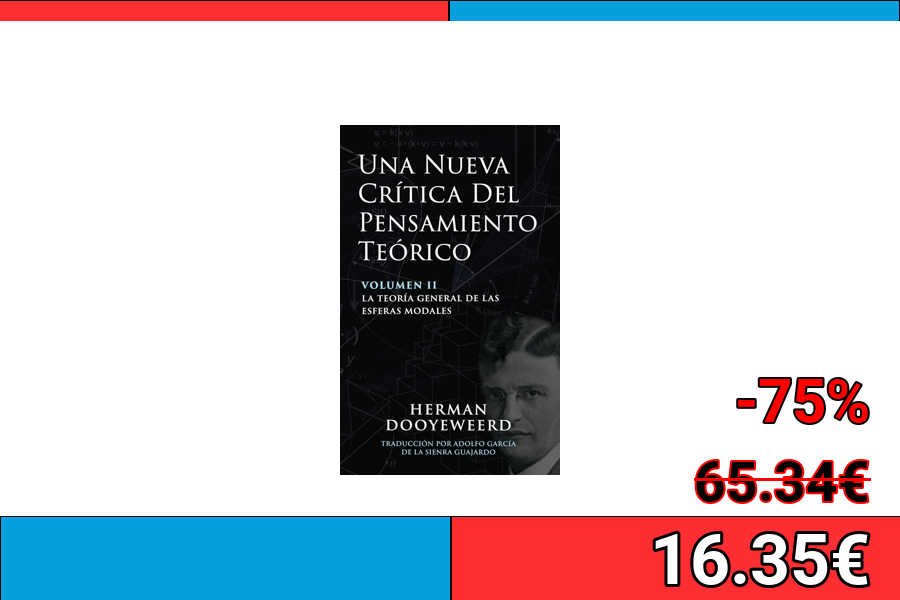 UNA NUEVA
CRÍTICA DEL
PENSAMIENTO
TEÓRICO
VOLUMEN II
LA TEORÍA GENERAL DE LAS
ESFERAS MODALES
HERMAN
DOOYEWEERD
TRADUCCIÓN POR ADOLFO GARCÍA
DE LA SIENRA GUAJARDO
-75%
65.34€
16.35€